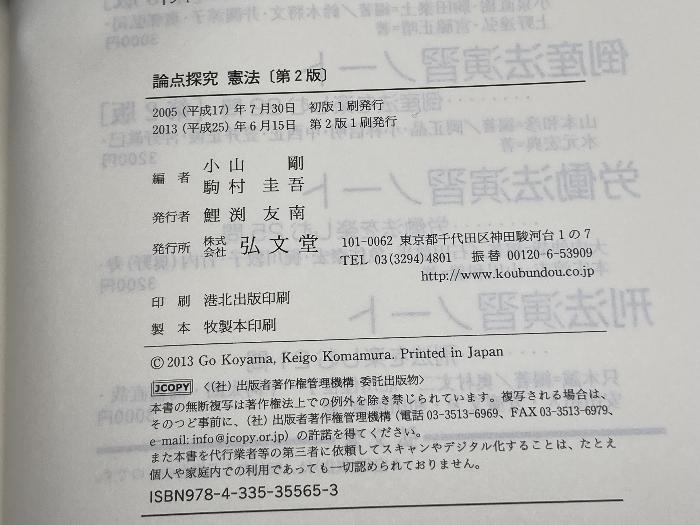 論点探究 憲法〔第2版〕
2005(平成17)年7月30日 初版1刷発行
2013(平成25)年6月15日 第2版1刷発行
編者 小山 剛
駒村 圭吾
発行者 鯉渕 友南
発行所 株式会社 弘文堂 101-0062 東京都千代田区神田駿河台1の7
TEL 03(3294)4801 振替 00120-6-53909
http://www.koubundou.co.jp
印刷 港北出版印刷
製本 牧製本印刷
© 2013 Go Koyama, Keigo Komamura. Printed in Japan
JCOPY 〈(社)出版者著作権管理機構 委託出版物〉
本書の無断複写は著作権法上での例外を除き禁じられています。複写される場合は、
そのつど事前に、(社)出版者著作権管理機構(電話 03-3513-6969、FAX 03-3513-6979、
e-mail: info@jcopy.or.jp)の許諾を得てください。
また本書を代行業者等の第三者に依頼してスキャンやデジタル化することは、たとえ
個人や家庭内での利用であっても一切認められておりません。
ISBN978-4-335-35565-3